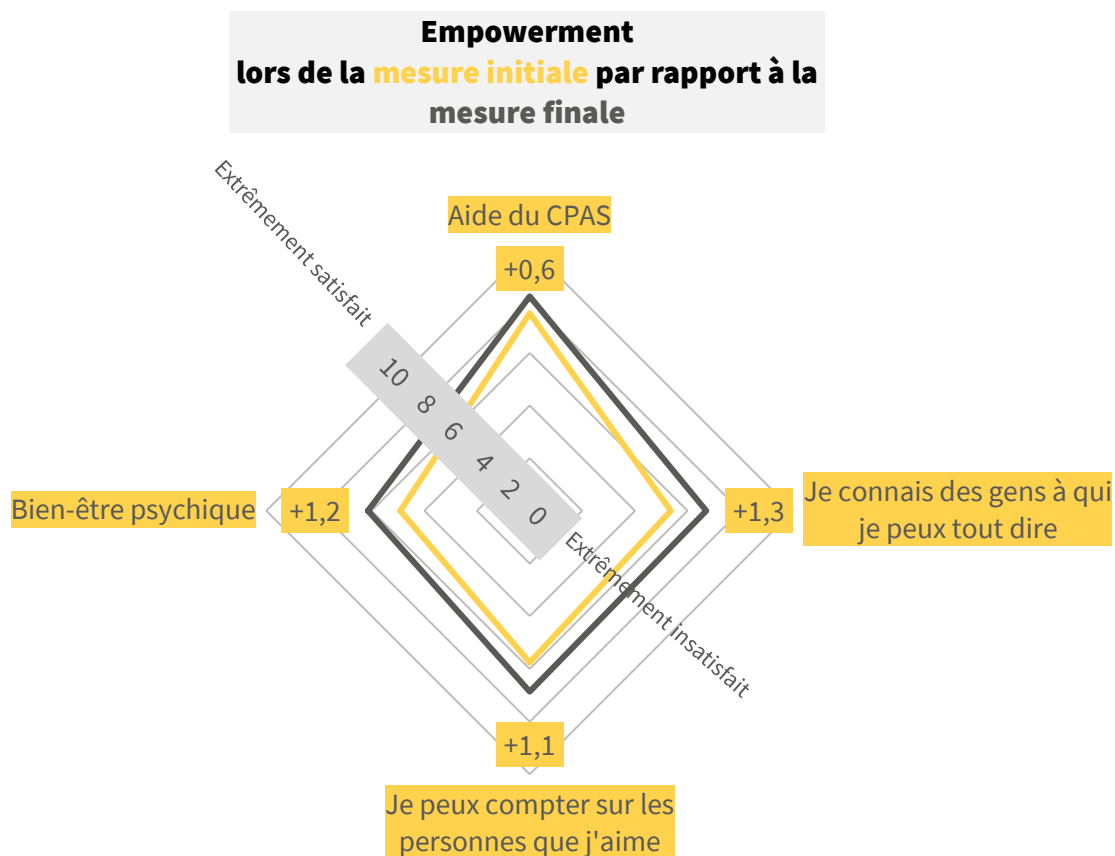 Empowerment
lors de la mesure initiale par rapport à la
mesure finale
Extrêmement satisfait
Aide du CPAS
+0,6
10 8 6 4 2 0
Bien-être psychique
+1,2
+1,3
Je connais des gens à qui
je peux tout dire
Extrêmement insatisfait
+1,1
Je peux compter sur les
personnes que j'aime